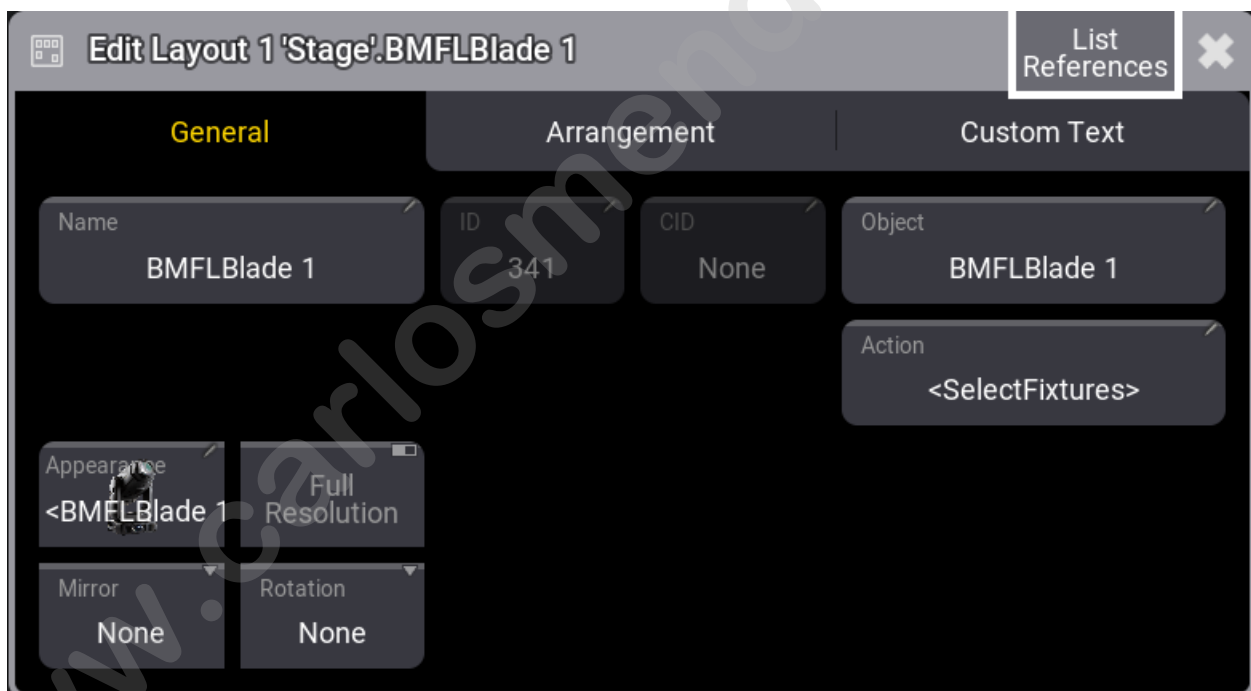 Edit Layout 1 'Stage'.BMFLBlade 1
List
References
General
Arrangement
Custom Text
Name
BMFLBlade 1
ID
341
CID
None
Object
BMFLBlade 1
Action
<SelectFixtures>
Appearance
<BMFLBlade 1
Full
Resolution
Mirror
None
Rotation
None
w.carlosmend